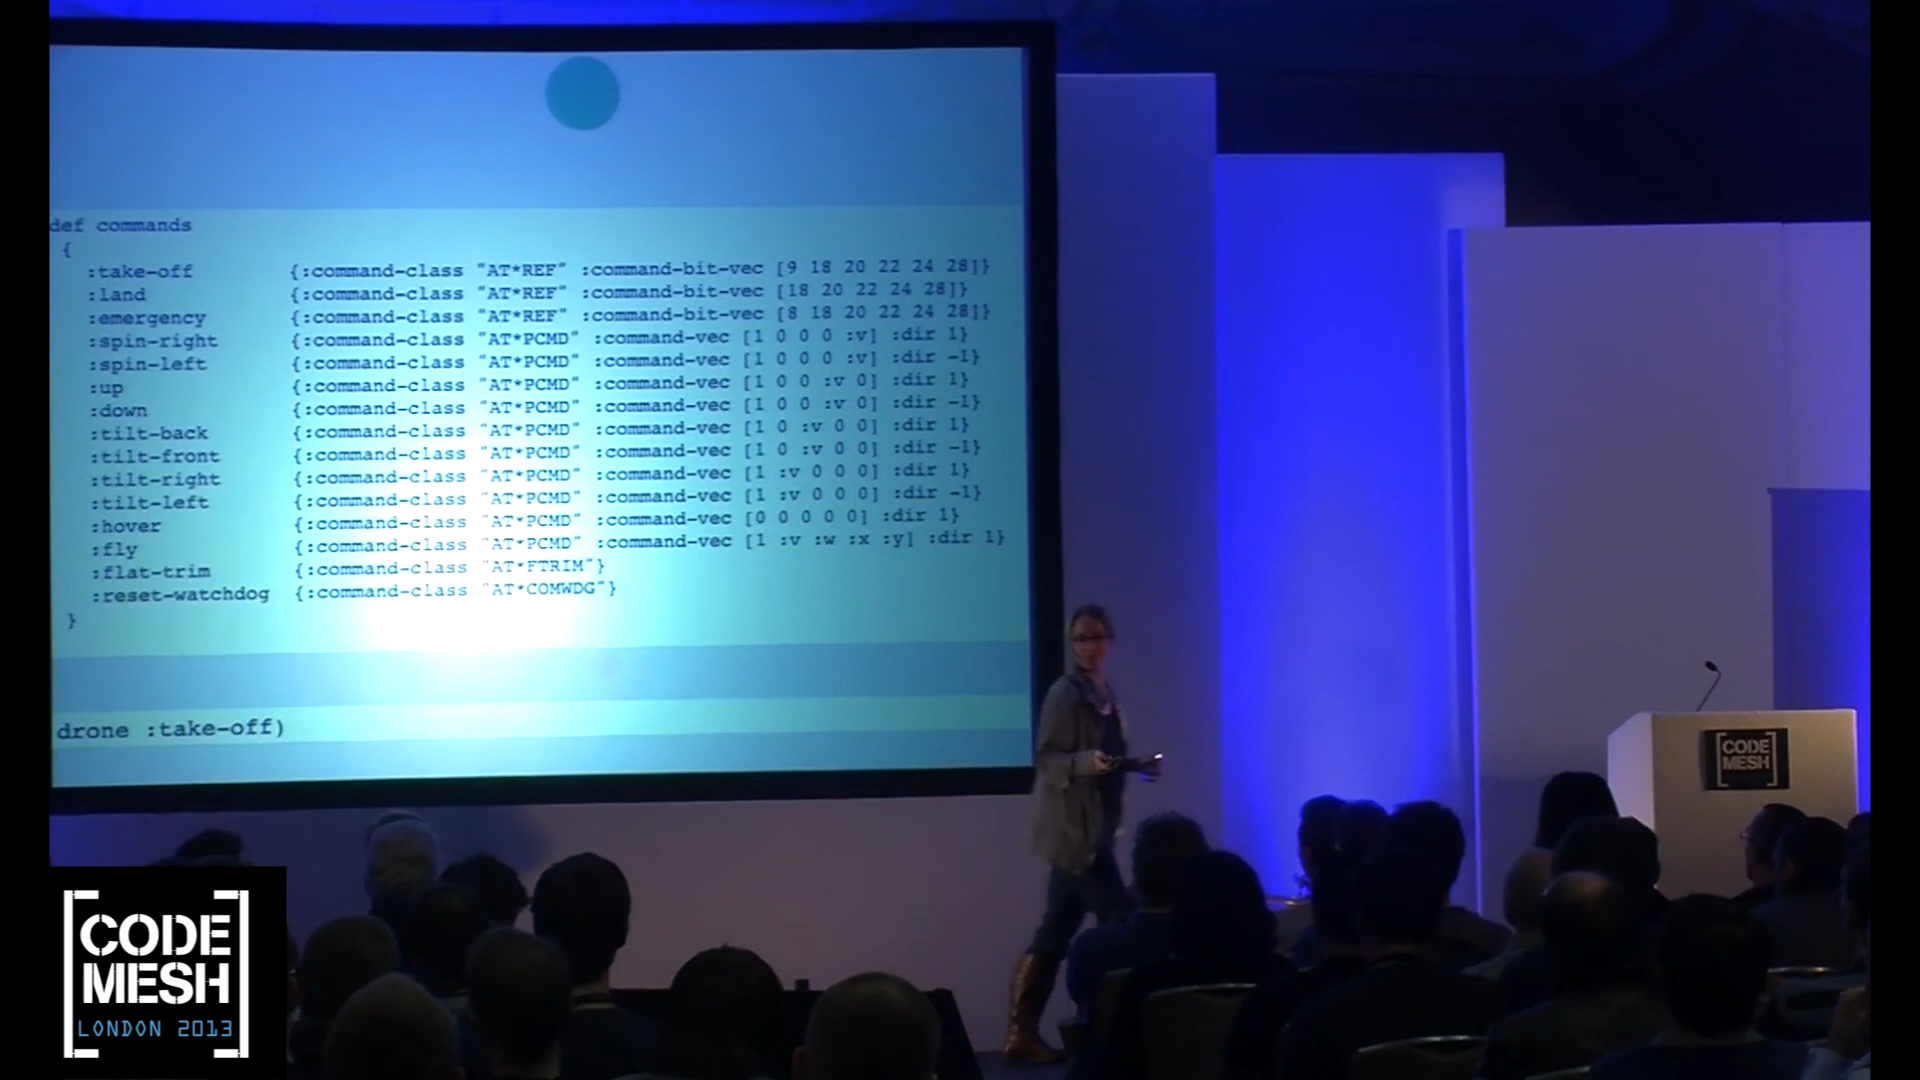 def commands
{
:take-off {:command-class "AT*REF" :command-bit-vec [9 18 20 22 24 28]}
:land {:command-class "AT*REF" :command-bit-vec [18 20 22 24 28]}
:emergency {:command-class "AT*REF" :command-bit-vec [8 18 20 22 24 28]}
:spin-right {:command-class "AT*PCMD" :command-vec [1 0 0 0 :v] :dir 1}
:spin-left {:command-class "AT*PCMD" :command-vec [1 0 0 0 :v] :dir -1}
:up {:command-class "AT*PCMD" :command-vec [1 0 0 :v 0] :dir 1}
:down {:command-class "AT*PCMD" :command-vec [1 0 0 :v 0] :dir -1}
:tilt-back {:command-class "AT*PCMD" :command-vec [1 0 :v 0 0] :dir 1}
:tilt-front {:command-class "AT*PCMD" :command-vec [1 0 :v 0 0] :dir -1}
:tilt-right {:command-class "AT*PCMD" :command-vec [1 :v 0 0 0] :dir 1}
:tilt-left {:command-class "AT*PCMD" :command-vec [1 :v 0 0 0] :dir -1}
:hover {:command-class "AT*PCMD" :command-vec [0 0 0 0 0] :dir 1}
:fly {:command-class "AT*PCMD" :command-vec [1 :v :w :x :y] :dir 1}
:flat-trim {:command-class "AT*FTRIM"}
:reset-watchdog {:command-class "AT*COMWDG"}
}
drone :take-off)
CODE
MESH
CODE
MESH
LONDON 2013